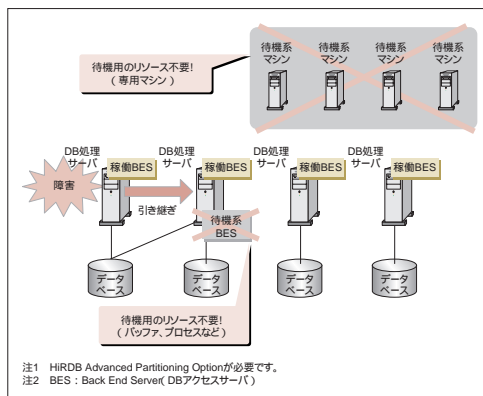 待機系
マシン
待機系
マシン
待機系
マシン
待機系
マシン
待機用のリソース不要!
(専用マシン)
DB処理
サーバ
稼働BES
DB処理
サーバ
稼働BES
DB処理
サーバ
稼働BES
DB処理
サーバ
稼働BES
障害
引き継ぎ
待機系
BES
データ
ベース
データ
ベース
データ
ベース
データ
ベース
待機用のリソース不要!
(バッファ、プロセスなど)
注1 HiRDB Advanced Partitioning Optionが必要です。
注2 BES:Back End Server(DBアクセスサーバ)